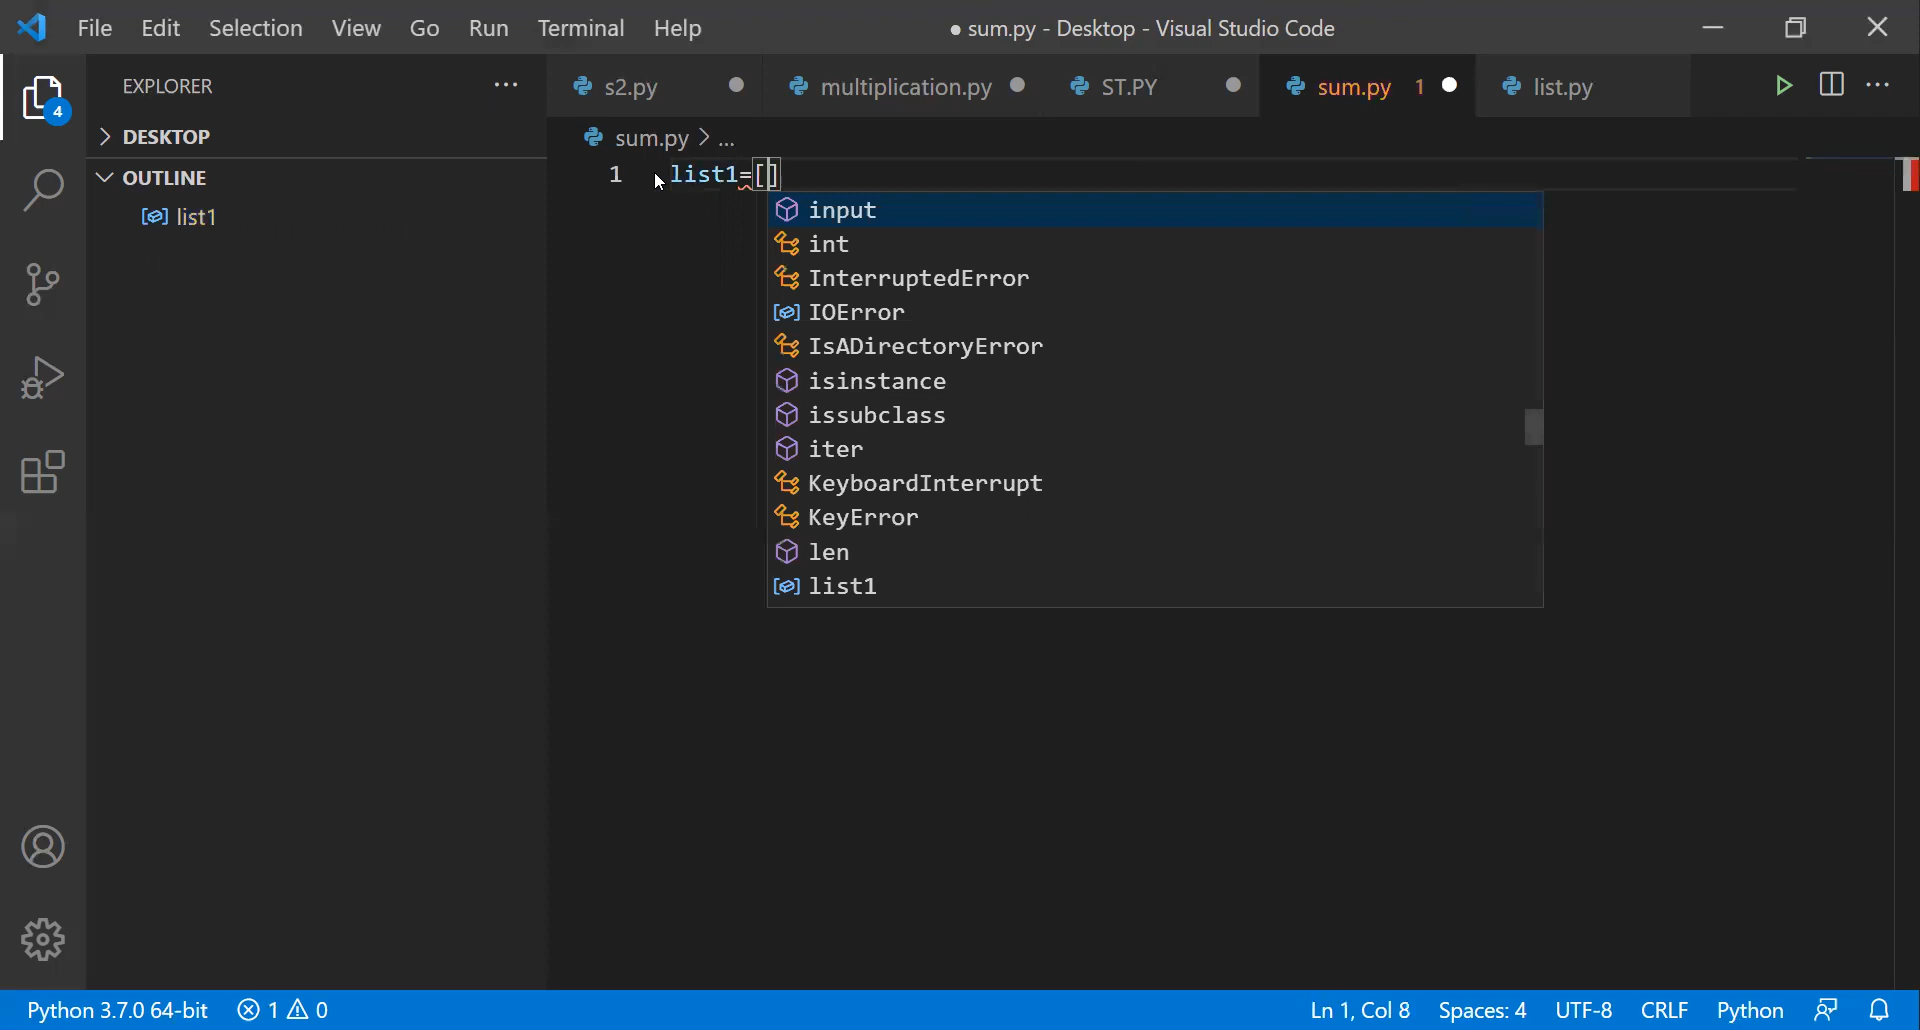 File Edit Selection View Go Run Terminal Help ● sum.py - Desktop - Visual Studio Code
EXPLORER ... s2.py multiplication.py ST.PY sum.py 1 list.py ...
4
DESKTOP
sum.py > ...
OUTLINE
1 list1=[]
list1
input
int
InterruptedError
IOError
IsADirectoryError
isinstance
issubclass
iter
KeyboardInterrupt
KeyError
len
list1
Python 3.7.0 64-bit 1 0 Ln 1, Col 8 Spaces: 4 UTF-8 CRLF Python